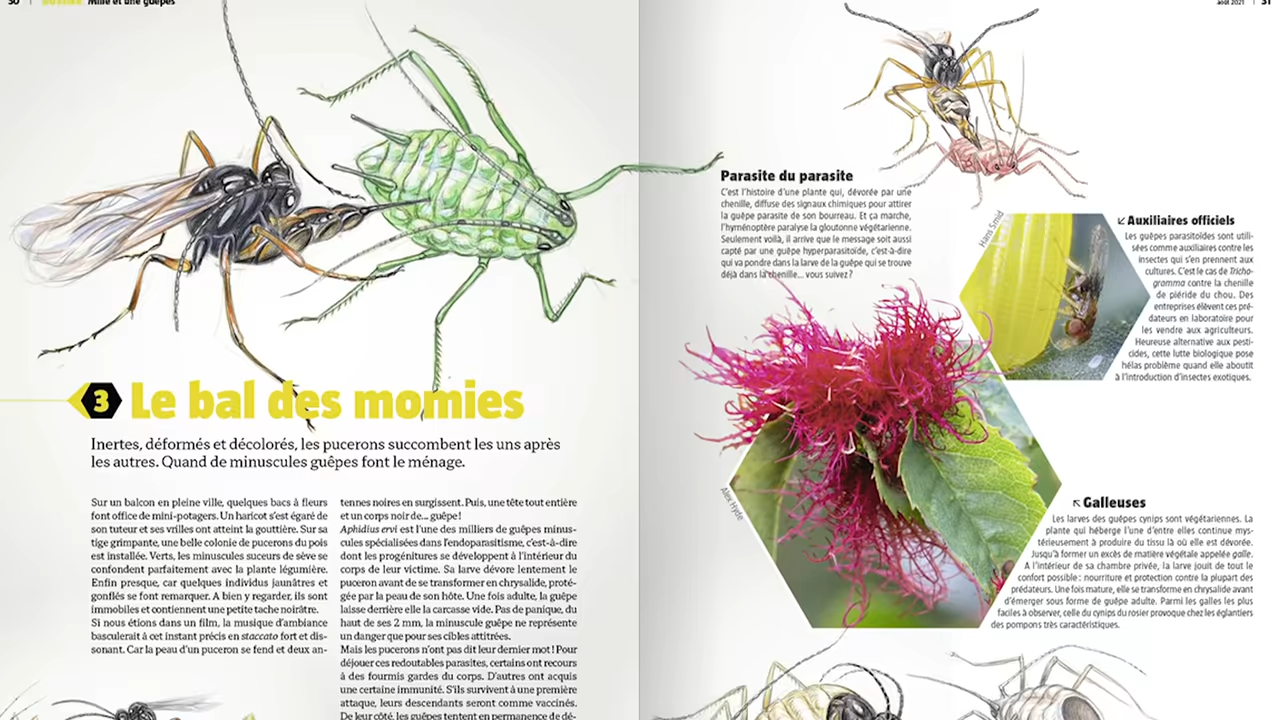 30 | DOSSIER Mille et une guêpes
août 2021 | 31
3 Le bal des momies
Inertes, déformés et décolorés, les pucerons succombent les uns après
les autres. Quand de minuscules guêpes font le ménage.
Sur un balcon en pleine ville, quelques bacs à fleurs
font office de mini-potagers. Un haricot s'est égaré de
son tuteur et ses vrilles ont atteint la gouttière. Sur sa
tige grimpante, une belle colonie de pucerons du pois
est installée. Verts, les minuscules suceurs de sève se
confondent parfaitement avec la plante légumière.
Enfin presque, car quelques individus jaunâtres et
gonflés se font remarquer. A bien y regarder, ils sont
immobiles et contiennent une petite tache noirâtre.
Si nous étions dans un film, la musique d'ambiance
basculerait à cet instant précis en staccato fort et dis-
sonant. Car la peau d'un puceron se fend et deux an-
tennes noires en surgissent. Puis, une tête tout entière
et un corps noir de... guêpe!
Aphidius ervi est l'une des milliers de guêpes minus-
cules spécialisées dans l'endoparasitisme, c'est-à-dire
dont les progénitures se développent à l'intérieur du
corps de leur victime. Sa larve dévore lentement le
puceron avant de se transformer en chrysalide, proté-
gée par la peau de son hôte. Une fois adulte, la guêpe
laisse derrière elle la carcasse vide. Pas de panique, du
haut de ses 2 mm, la minuscule guêpe ne représente
un danger que pour ses cibles attitrées.
Mais les pucerons n'ont pas dit leur dernier mot! Pour
déjouer ces redoutables parasites, certains ont recours
à des fourmis gardes du corps. D'autres ont acquis
une certaine immunité. S'ils survivent à une première
attaque, leurs descendants seront comme vaccinés.
De leur côté, les guêpes tentent en permanence de dé-
Parasite du parasite
C'est l'histoire d'une plante qui, dévorée par une
chenille, diffuse des signaux chimiques pour attirer
la guêpe parasite de son bourreau. Et ça marche,
l'hyménoptère paralyse la gloutonne végétarienne.
Seulement voilà, il arrive que le message soit aussi
capté par une guêpe hyperparasitoïde, c'est-à-dire
qui va pondre dans la larve de la guêpe qui se trouve
déjà dans la chenille... vous suivez?
Hans Smid
Auxiliaires officiels
Les guêpes parasitoïdes sont utili-
sées comme auxiliaires contre les
insectes qui s'en prennent aux
cultures. C'est le cas de Tricho-
gramma contre la chenille
de piéride du chou. Des
entreprises élèvent ces pré-
dateurs en laboratoire pour
les vendre aux agriculteurs.
Heureuse alternative aux pesti-
cides, cette lutte biologique pose
hélas problème quand elle aboutit
à l'introduction d'insectes exotiques.
Alex Hyde
Galleuses
Les larves des guêpes cynips sont végétariennes. La
plante qui héberge l'une d'entre elles continue mys-
térieusement à produire du tissu là où elle est dévorée.
Jusqu'à former un excès de matière végétale appelée galle.
A l'intérieur de sa chambre privée, la larve jouit de tout le
confort possible: nourriture et protection contre la plupart des
prédateurs. Une fois mature, elle se transforme en chrysalide avant
d'émerger sous forme de guêpe adulte. Parmi les galles les plus
faciles à observer, celle du cynips du rosier provoque chez les églantiers
des pompons très caractéristiques.